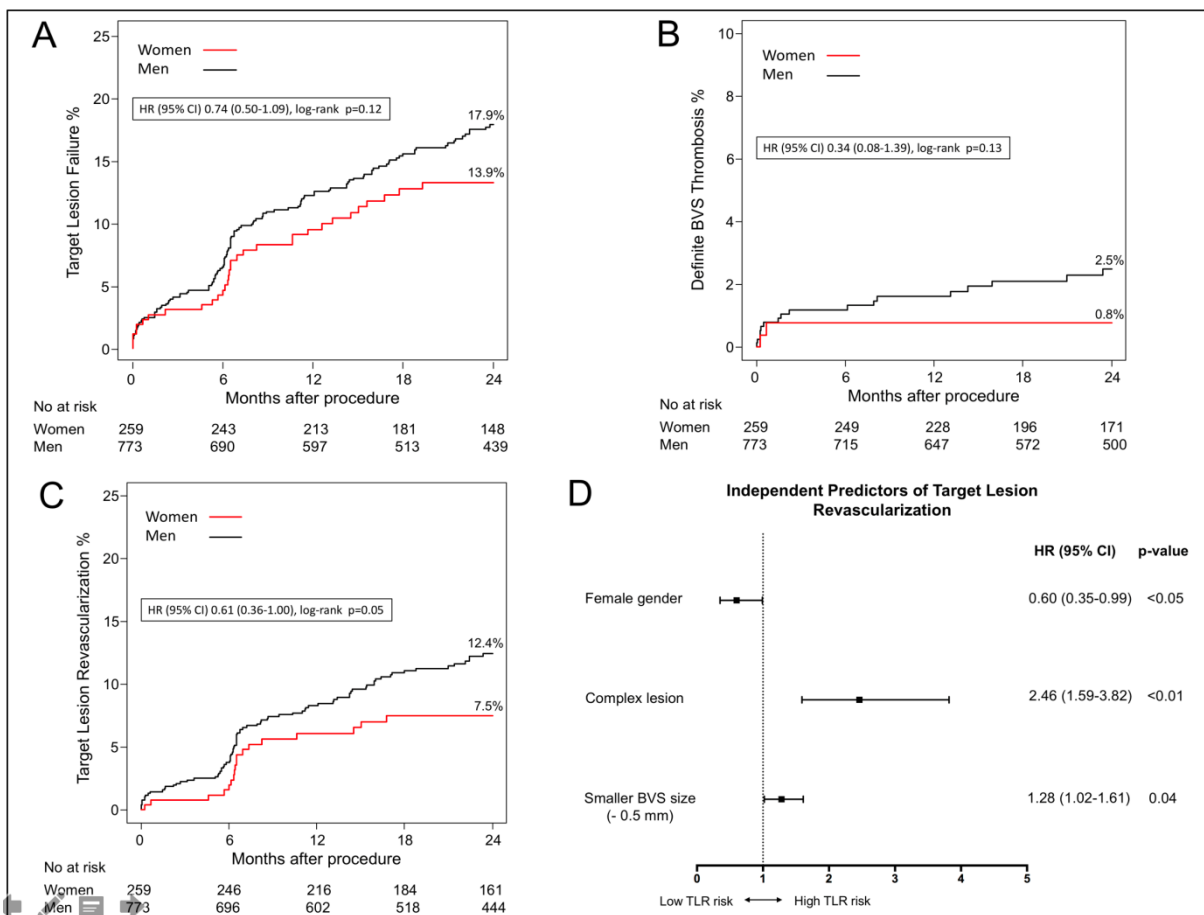 A
25
20
15
10
5
0
Target Lesion Failure %
Women
Men
HR (95% CI) 0.74 (0.50-1.09), log-rank p=0.12
17.9%
13.9%
0 6 12 18 24
Months after procedure
No at risk
Women 259 243 213 181 148
Men 773 690 597 513 439
B
10
8
6
4
2
0
Definite BVS Thrombosis %
Women
Men
HR (95% CI) 0.34 (0.08-1.39), log-rank p=0.13
2.5%
0.8%
0 6 12 18 24
Months after procedure
No at risk
Women 259 249 228 196 171
Men 773 715 647 572 500
C
25
20
15
10
5
0
Target Lesion Revascularization %
Women
Men
HR (95% CI) 0.61 (0.36-1.00), log-rank p=0.05
12.4%
7.5%
0 6 12 18 24
Months after procedure
No at risk
Women 259 246 216 184 161
Men 773 696 602 518 444
D
Independent Predictors of Target Lesion
Revascularization
HR (95% CI) p-value
Female gender 0.60 (0.35-0.99) <0.05
Complex lesion 2.46 (1.59-3.82) <0.01
Smaller BVS size 1.28 (1.02-1.61) 0.04
(- 0.5 mm)
0 1 2 3 4 5
Low TLR risk High TLR risk